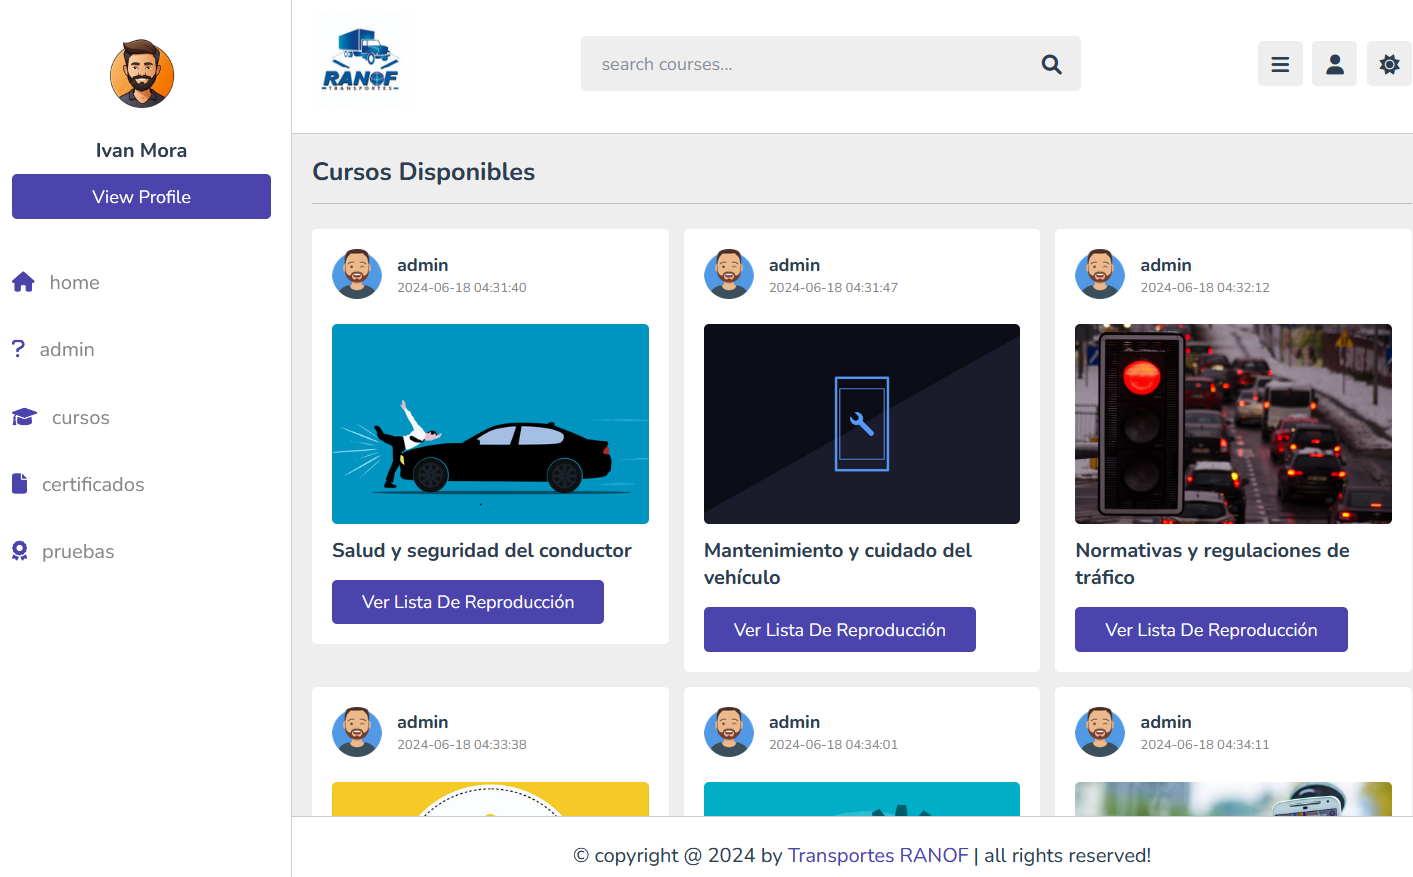 Ivan Mora
View Profile
home
admin
cursos
certificados
pruebas
RANOF
TRANSPORTES
search courses...
Cursos Disponibles
admin
2024-06-18 04:31:40
Salud y seguridad del conductor
Ver Lista De Reproducción
admin
2024-06-18 04:31:47
Mantenimiento y cuidado del
vehículo
Ver Lista De Reproducción
admin
2024-06-18 04:32:12
Normativas y regulaciones de
tráfico
Ver Lista De Reproducción
admin
2024-06-18 04:33:38
admin
2024-06-18 04:34:01
admin
2024-06-18 04:34:11
© copyright @ 2024 by Transportes RANOF | all rights reserved!